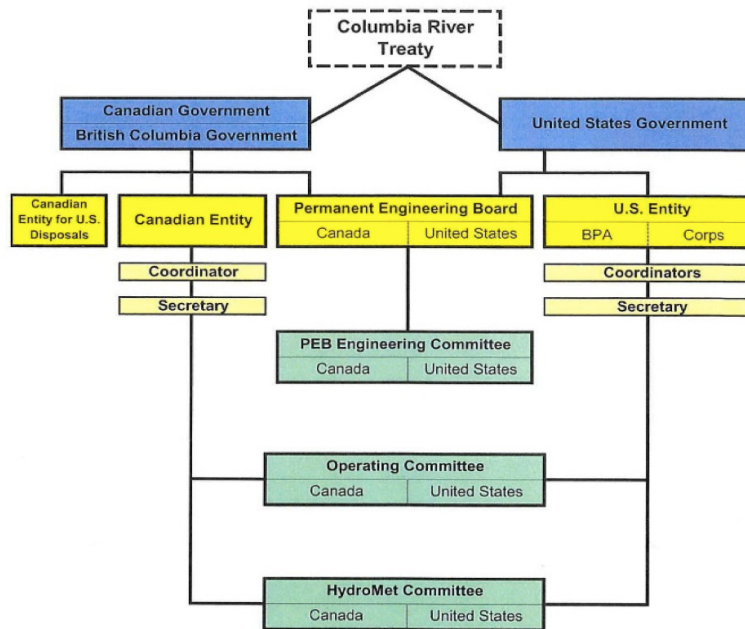 Columbia River
Treaty
Canadian Government
British Columbia Government
United States Government
Canadian
Entity for U.S.
Disposals
Canadian Entity
Permanent Engineering Board
Canada United States
U.S. Entity
BPA Corps
Coordinator
Secretary
Coordinators
Secretary
PEB Engineering Committee
Canada United States
Operating Committee
Canada United States
HydroMet Committee
Canada United States